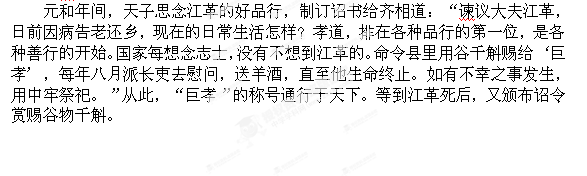 元和年间，天子思念江革的好品行，制订诏书给齐相道：“谏议大夫江革，
日前因病告老还乡，现在的日常生活怎样？孝道，排在各种品行的第一位，是各
种善行的开始。国家每想念志士，没有不想到江革的。命令县里用谷千斛赐给‘巨
孝’，每年八月派长吏去慰问，送羊酒，直至他生命终止。如有不幸之事发生，
用中牢祭祀。”从此，“巨孝”的称号通行于天下。等到江革死后，又颁布诏令
赏赐谷物千斛。